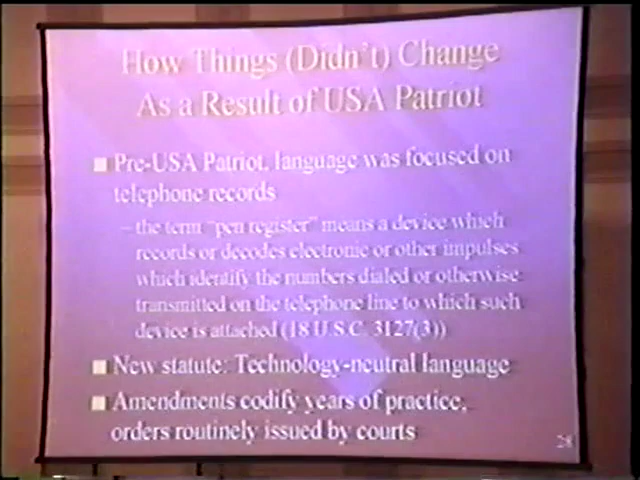 How Things (Didn't) Change
As a Result of USA Patriot
Pre-USA Patriot, language was focused on
telephone records
– the term "pen register" means a device which
records or decodes electronic or other impulses
which identify the numbers dialed or otherwise
transmitted on the telephone line to which such
device is attached (18 U.S.C. 3127(3))
New statute: Technology-neutral language
Amendments codify years of practice;
orders routinely issued by courts
28